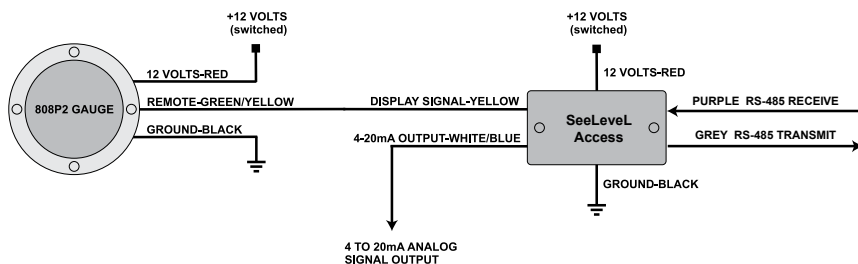 +12 VOLTS
(switched)
+12 VOLTS
(switched)
12 VOLTS-RED
12 VOLTS-RED
808P2 GAUGE
REMOTE-GREEN/YELLOW
DISPLAY SIGNAL-YELLOW
SeeLeveL
Access
PURPLE RS-485 RECEIVE
GROUND-BLACK
4-20mA OUTPUT-WHITE/BLUE
GREY RS-485 TRANSMIT
GROUND-BLACK
4 TO 20mA ANALOG
SIGNAL OUTPUT